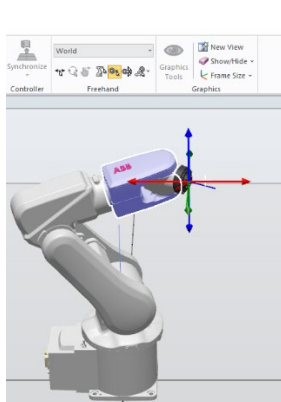 World
New View
Show/Hide
Frame Size
Synchronize
Graphics
Tools
Controller
Freehand
Graphics
ABB